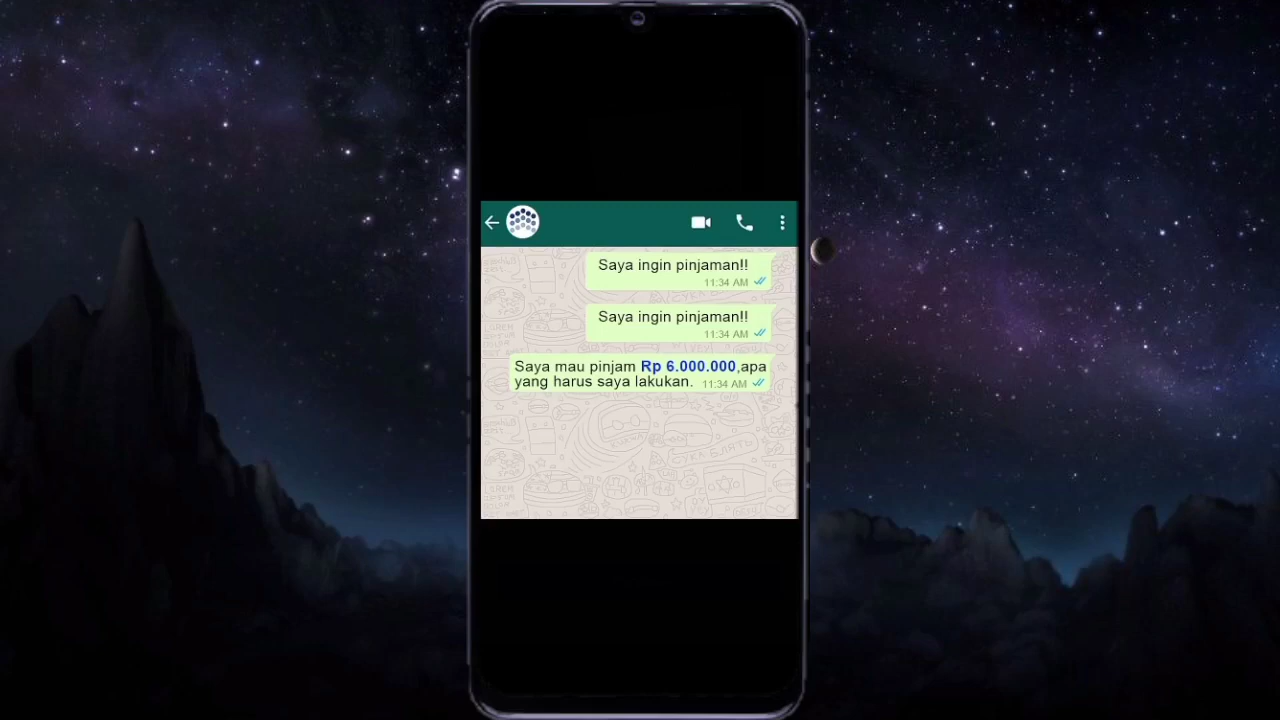 Saya ingin pinjaman!!
11:34 AM
Saya ingin pinjaman!!
11:34 AM
Saya mau pinjam Rp 6.000.000,apa
yang harus saya lakukan. 11:34 AM